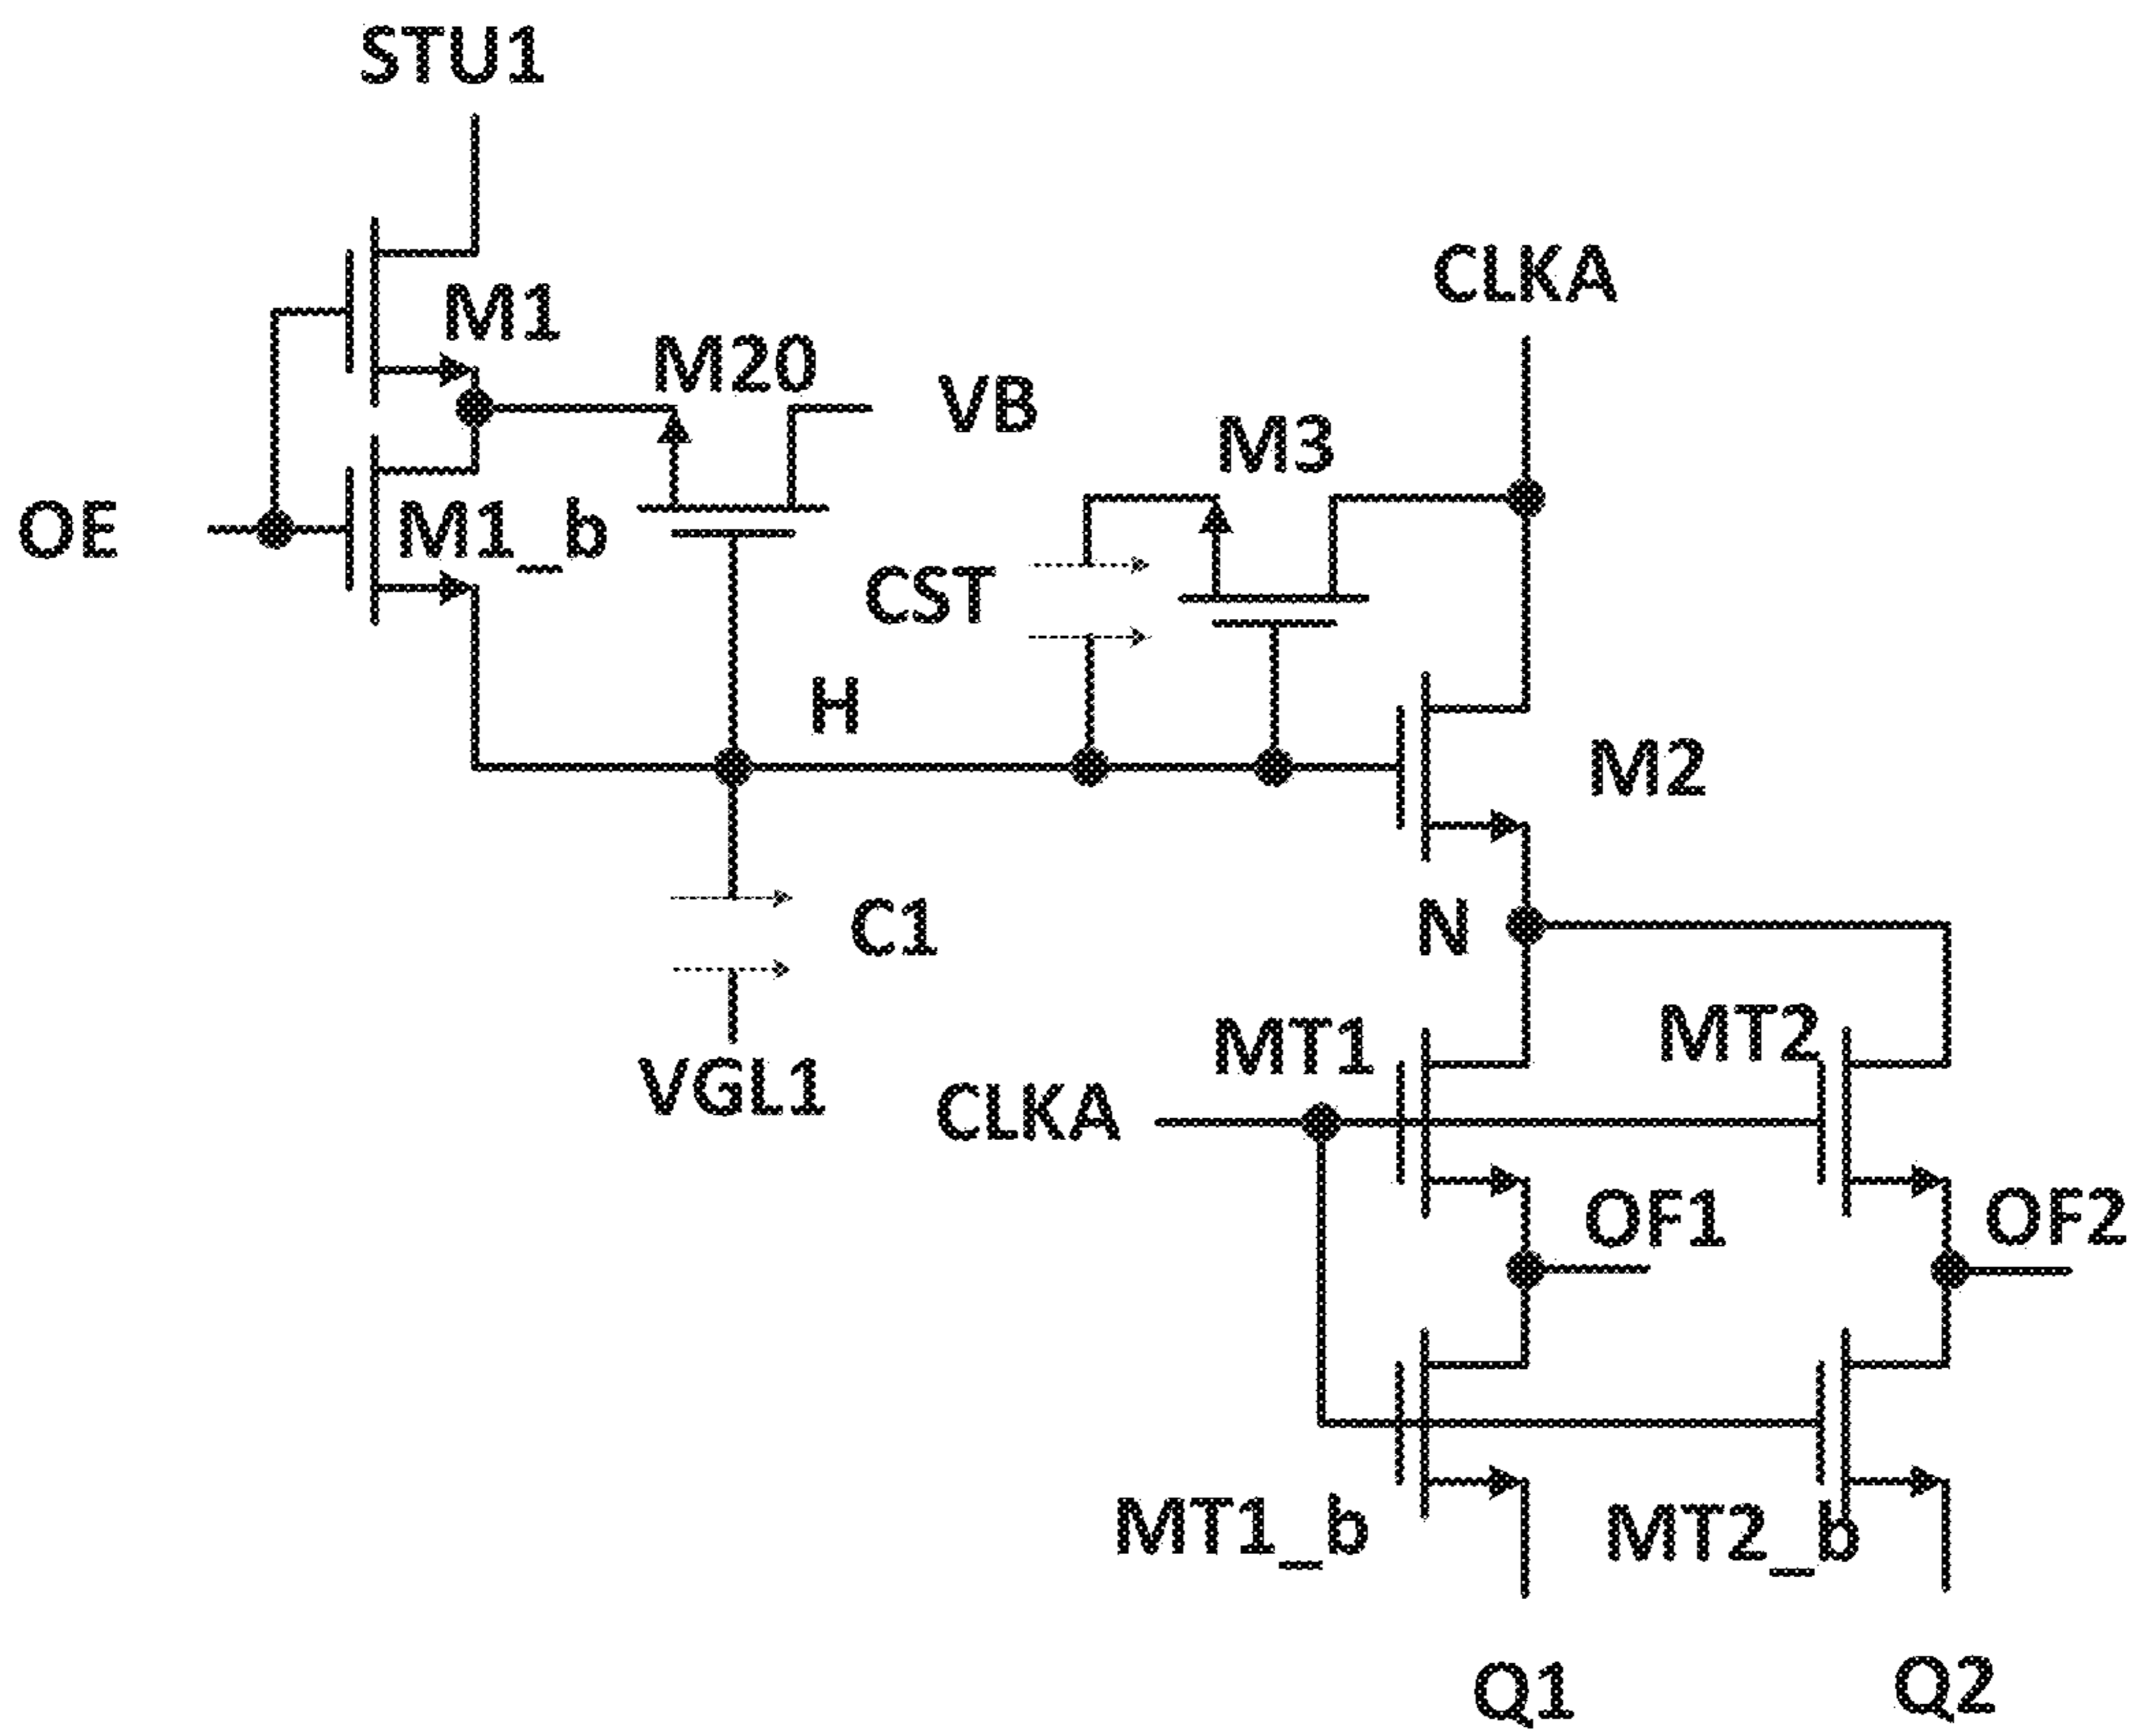 STU1
CLKA
M1
M20
VB
M3
OE
M1_b
CST
H
M2
C1
N
VGL1
MT1
MT2
CLKA
OF1
OF2
MT1_b
MT2_b
Q1
Q2